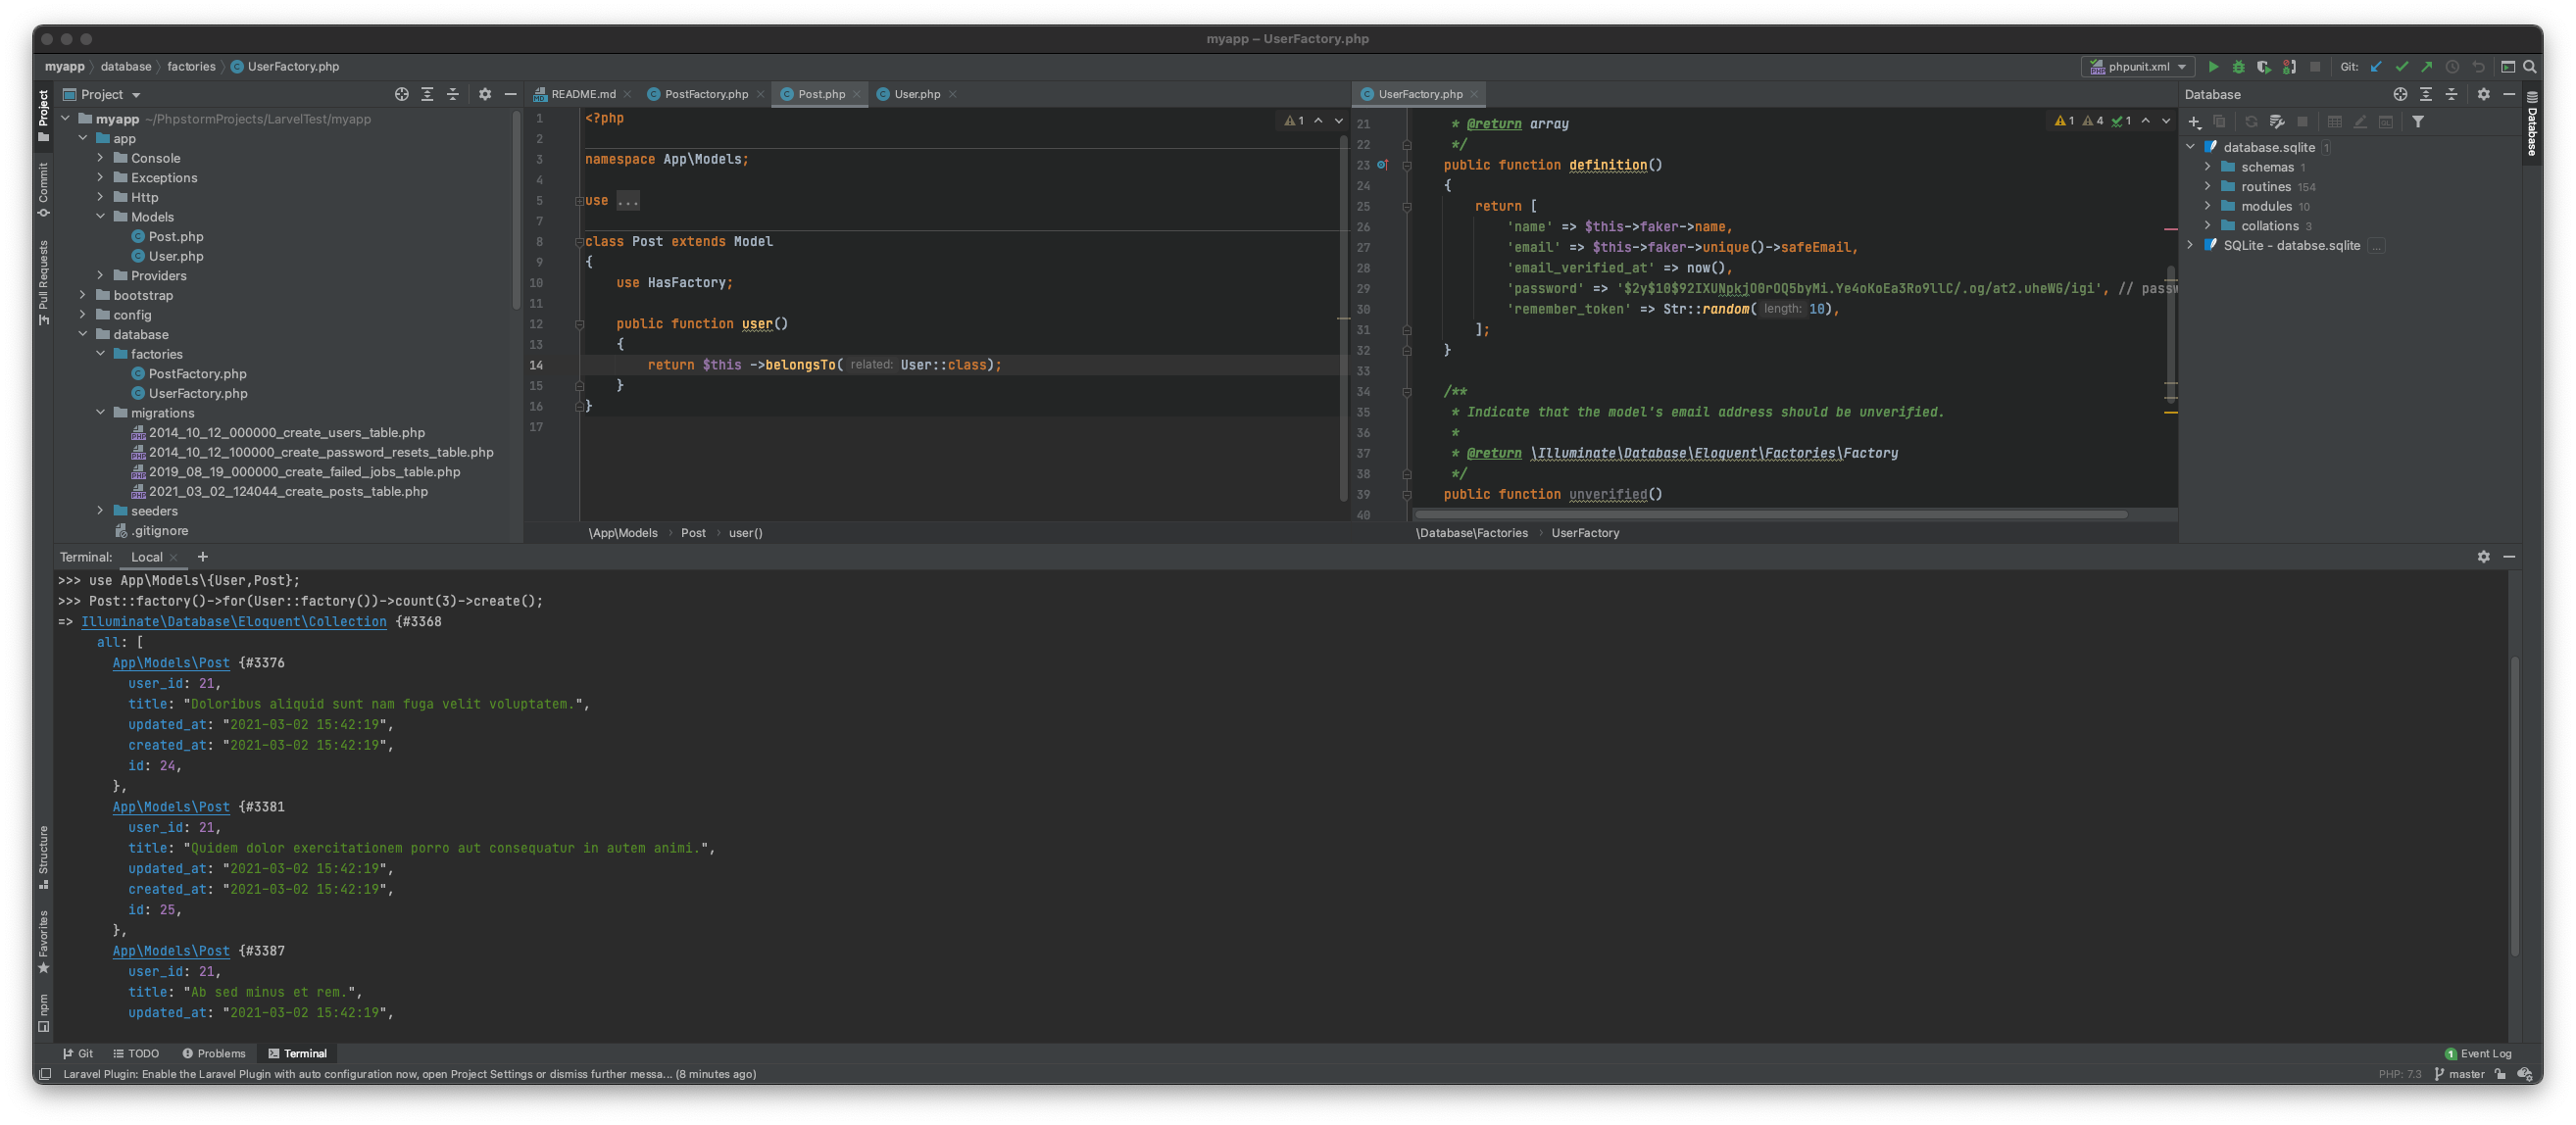 myapp – UserFactory.php
myapp database factories UserFactory.php
phpunit.xml Git:
Project
Commit
Pull Requests
Structure
Favorites
npm
Project
myapp ~/PhpstormProjects/LarvelTest/myapp
app
Console
Exceptions
Http
Models
Post.php
User.php
Providers
bootstrap
config
database
factories
PostFactory.php
UserFactory.php
migrations
2014_10_12_000000_create_users_table.php
2014_10_12_100000_create_password_resets_table.php
2019_08_19_000000_create_failed_jobs_table.php
2021_03_02_124044_create_posts_table.php
seeders
.gitignore
README.md PostFactory.php Post.php User.php
1
1 <?php
2
3 namespace App\Models;
4
5 use ...
7
8 class Post extends Model
9 {
10 use HasFactory;
11
12 public function user()
13 {
14 return $this ->belongsTo( related: User::class);
15 }
16 }
17
\App\Models Post user()
UserFactory.php
1 4 1
21 * @return array
22 */
23 public function definition()
24 {
25 return [
26 'name' => $this->faker->name,
27 'email' => $this->faker->unique()->safeEmail,
28 'email_verified_at' => now(),
29 'password' => '$2y$10$92IXUNpkjO0rOQ5byMi.Ye4oKoEa3Ro9llC/.og/at2.uheWG/igi', // passw
30 'remember_token' => Str::random( length: 10),
31 ];
32 }
33
34 /**
35 * Indicate that the model's email address should be unverified.
36 *
37 * @return \Illuminate\Database\Eloquent\Factories\Factory
38 */
39 public function unverified()
40
\Database\Factories UserFactory
Database
database.sqlite 1
schemas 1
routines 154
modules 10
collations 3
SQLite - databse.sqlite ...
Database
Terminal: Local
>>> use App\Models\{User,Post};
>>> Post::factory()->for(User::factory())->count(3)->create();
=> Illuminate\Database\Eloquent\Collection {#3368
all: [
App\Models\Post {#3376
user_id: 21,
title: "Doloribus aliquid sunt nam fuga velit voluptatem.",
updated_at: "2021-03-02 15:42:19",
created_at: "2021-03-02 15:42:19",
id: 24,
},
App\Models\Post {#3381
user_id: 21,
title: "Quidem dolor exercitationem porro aut consequatur in autem animi.",
updated_at: "2021-03-02 15:42:19",
created_at: "2021-03-02 15:42:19",
id: 25,
},
App\Models\Post {#3387
user_id: 21,
title: "Ab sed minus et rem.",
updated_at: "2021-03-02 15:42:19",
Git TODO Problems Terminal
1 Event Log
Laravel Plugin: Enable the Laravel Plugin with auto configuration now, open Project Settings or dismiss further messa... (8 minutes ago)
PHP: 7.3 master